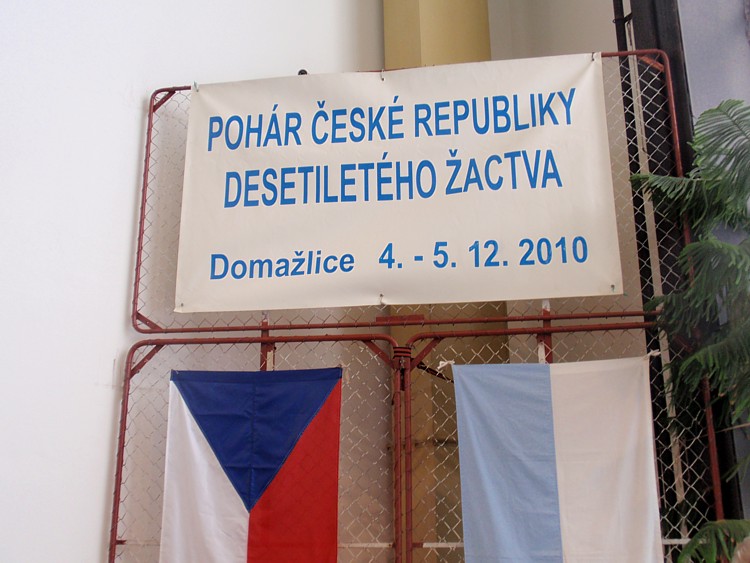 POHÁR ČESKÉ REPUBLIKY
DESETILETÉHO ŽACTVA
Domažlice 4. - 5. 12. 2010